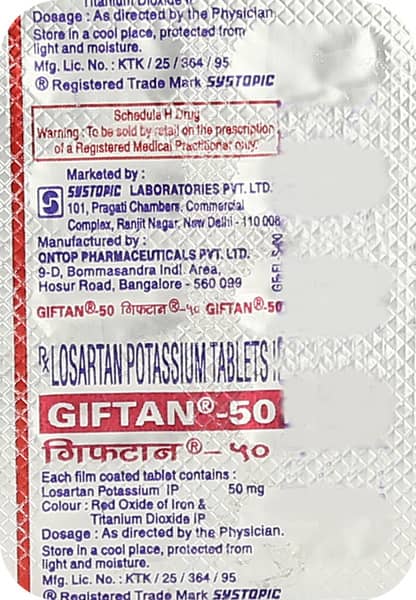 Titanium Dioxide IP
Dosage : As directed by the Physician
Store in a cool place, protected from
light and moisture.
Mfg. Lic. No. : KTK / 25 / 364 / 95
® Registered Trade Mark SYSTOPIC
Schedule H Drug
Warning : To be sold by retail on the prescription
of a Registered Medical Practitioner only.
Marketed by :
SYSTOPIC LABORATORIES PVT. LTD.
101, Pragati Chambers, Commercial
Complex, Ranjit Nagar, New Delhi - 110 008
Manufactured by :
ONTOP PHARMACEUTICALS PVT. LTD.
9-D, Bommasandra Indl. Area,
Hosur Road, Bangalore - 560 099
GIFTAN®-50 गिफ्टान®-५० GIFTAN®-50
℞ LOSARTAN POTASSIUM TABLETS
GIFTAN®-50
गिफ्टान®– ५०
Each film coated tablet contains :
Losartan Potassium IP 50 mg
Colour : Red Oxide of Iron &
Titanium Dioxide IP
Dosage : As directed by the Physician.
Store in a cool place, protected from
light and moisture.
Mfg. Lic. No. : KTK / 25 / 364 / 95
® Registered Trade Mark SYSTOPIC